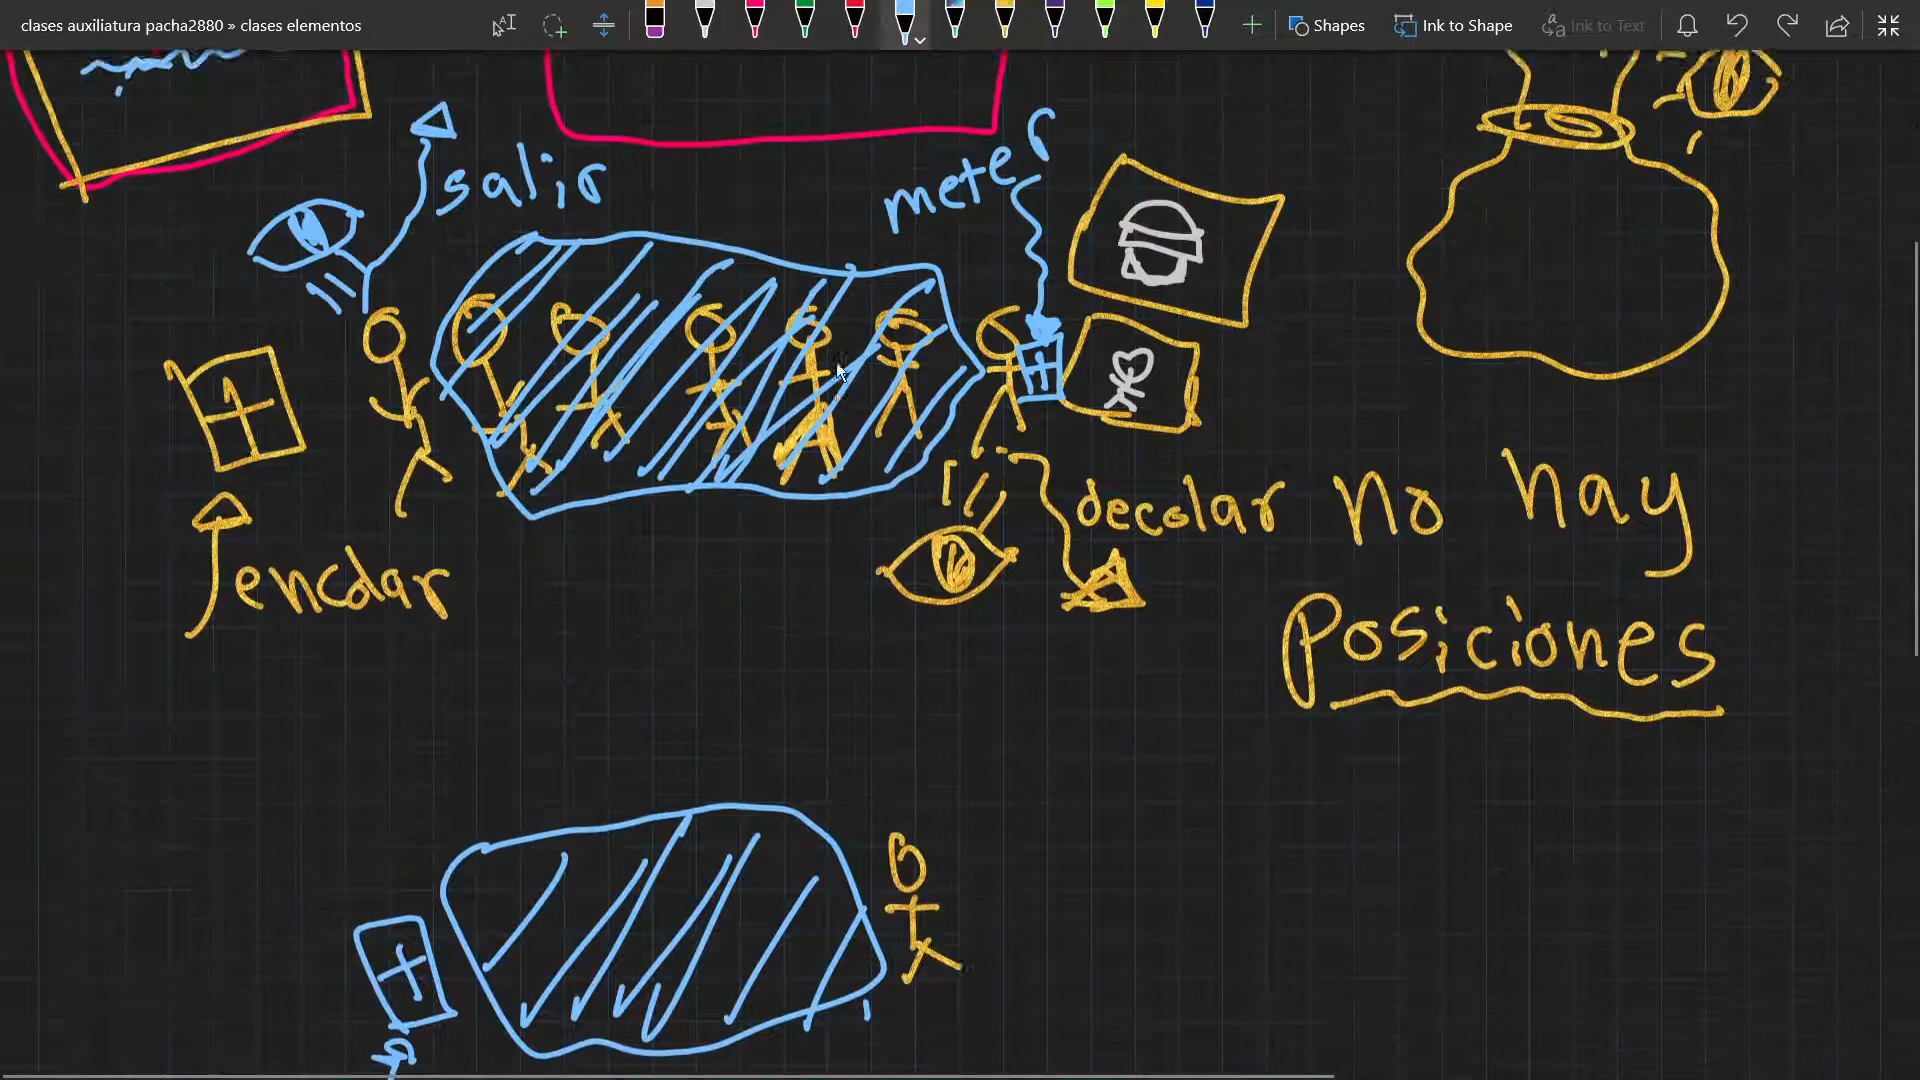 clases auxiliatura pacha2880 » clases elementos
Shapes
Ink to Shape
Ink to Text
salir
meter
decolar
no hay
posiciones
encolar